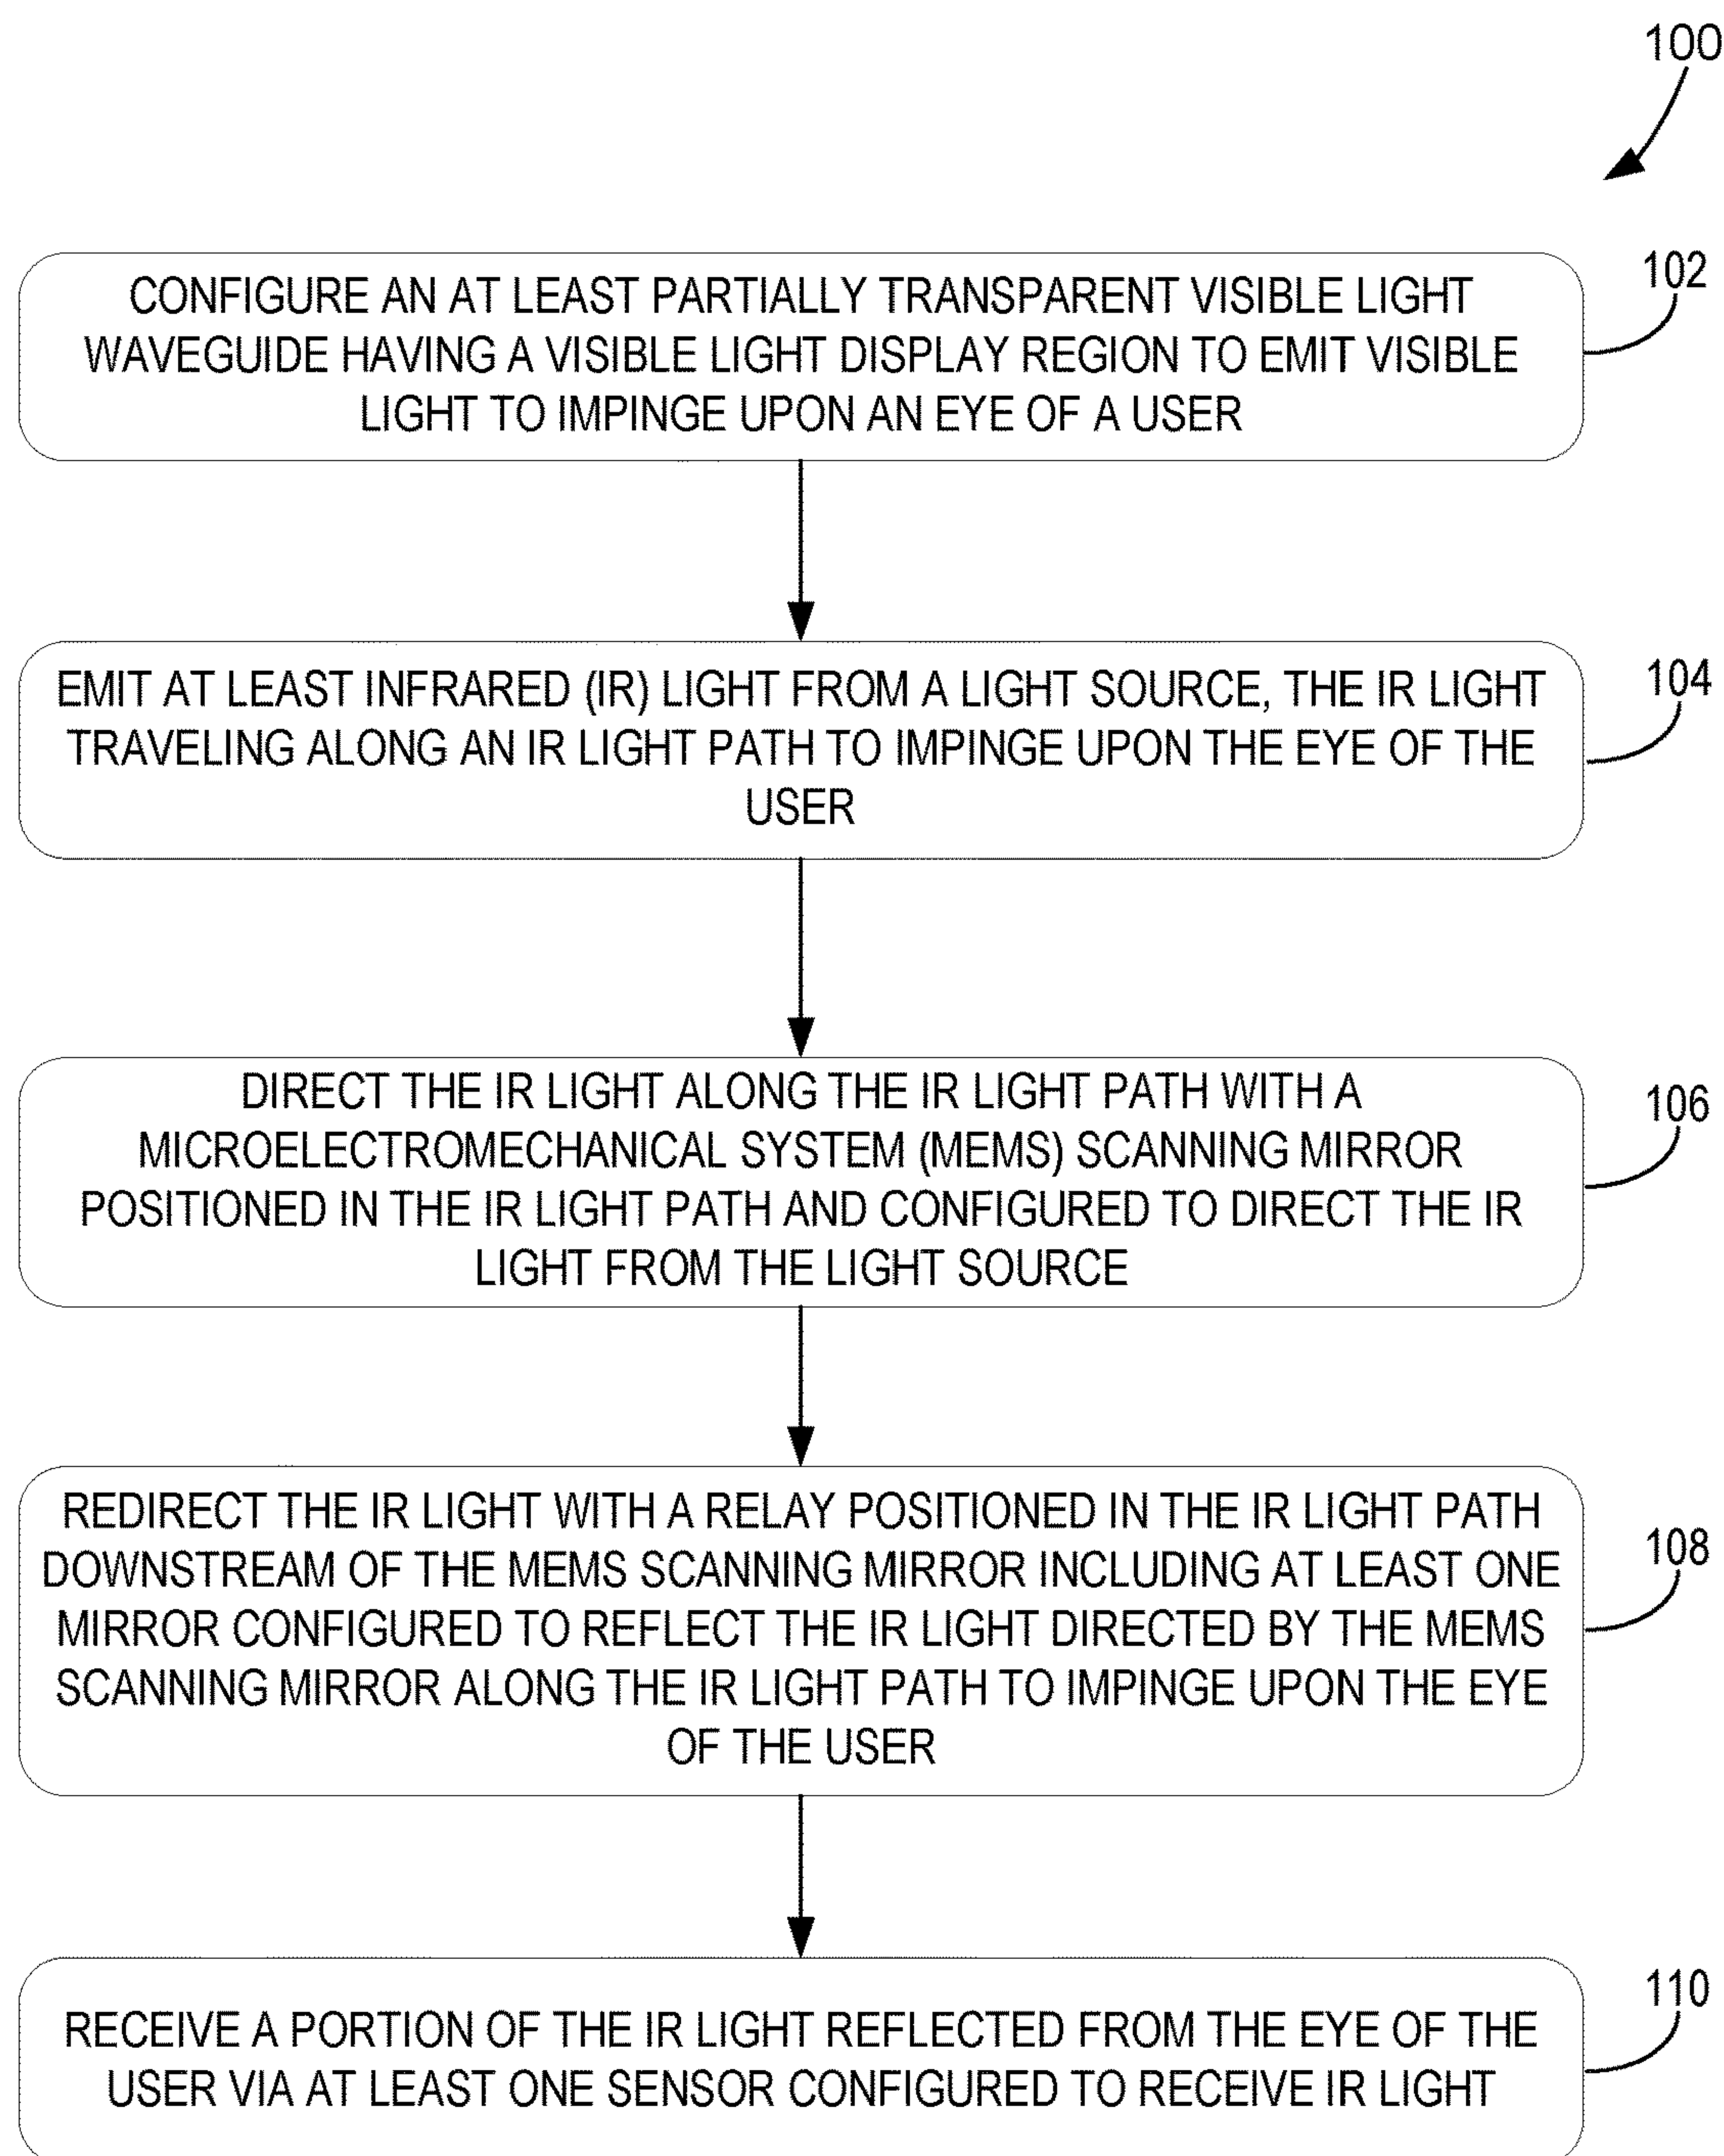 100
CONFIGURE AN AT LEAST PARTIALLY TRANSPARENT VISIBLE LIGHT
WAVEGUIDE HAVING A VISIBLE LIGHT DISPLAY REGION TO EMIT VISIBLE
LIGHT TO IMPINGE UPON AN EYE OF A USER
102
EMIT AT LEAST INFRARED (IR) LIGHT FROM A LIGHT SOURCE, THE IR LIGHT
TRAVELING ALONG AN IR LIGHT PATH TO IMPINGE UPON THE EYE OF THE
USER
104
DIRECT THE IR LIGHT ALONG THE IR LIGHT PATH WITH A
MICROELECTROMECHANICAL SYSTEM (MEMS) SCANNING MIRROR
POSITIONED IN THE IR LIGHT PATH AND CONFIGURED TO DIRECT THE IR
LIGHT FROM THE LIGHT SOURCE
106
REDIRECT THE IR LIGHT WITH A RELAY POSITIONED IN THE IR LIGHT PATH
DOWNSTREAM OF THE MEMS SCANNING MIRROR INCLUDING AT LEAST ONE
MIRROR CONFIGURED TO REFLECT THE IR LIGHT DIRECTED BY THE MEMS
SCANNING MIRROR ALONG THE IR LIGHT PATH TO IMPINGE UPON THE EYE
OF THE USER
108
RECEIVE A PORTION OF THE IR LIGHT REFLECTED FROM THE EYE OF THE
USER VIA AT LEAST ONE SENSOR CONFIGURED TO RECEIVE IR LIGHT
110